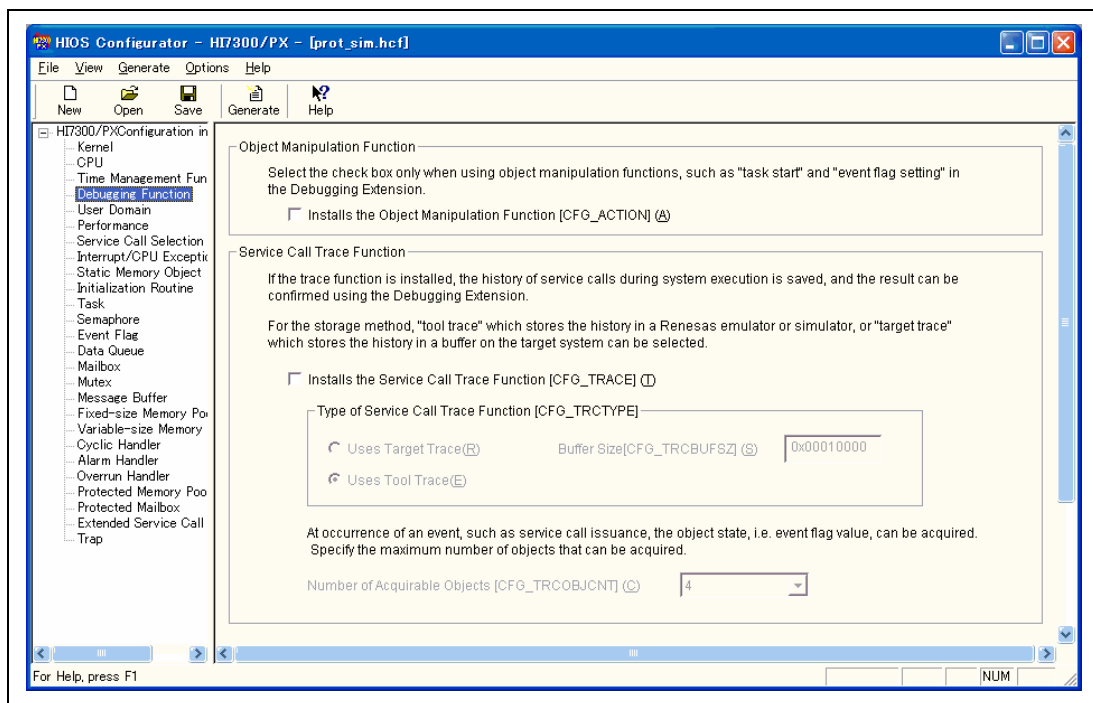 HIOS Configurator - HI7300/PX - [prot_sim.hcf]
File View Generate Options Help
New Open Save Generate Help
HI7300/PXConfiguration in
Kernel
CPU
Time Management Fun
Debugging Function
User Domain
Performance
Service Call Selection
Interrupt/CPU Exceptic
Static Memory Object
Initialization Routine
Task
Semaphore
Event Flag
Data Queue
Mailbox
Mutex
Message Buffer
Fixed-size Memory Po
Variable-size Memory
Cyclic Handler
Alarm Handler
Overrun Handler
Protected Memory Poo
Protected Mailbox
Extended Service Call
Trap
Object Manipulation Function
Select the check box only when using object manipulation functions, such as "task start" and "event flag setting" in
the Debugging Extension.
Installs the Object Manipulation Function [CFG_ACTION] (A)
Service Call Trace Function
If the trace function is installed, the history of service calls during system execution is saved, and the result can be
confirmed using the Debugging Extension.
For the storage method, "tool trace" which stores the history in a Renesas emulator or simulator, or "target trace"
which stores the history in a buffer on the target system can be selected.
Installs the Service Call Trace Function [CFG_TRACE] (T)
Type of Service Call Trace Function [CFG_TRCTYPE]
Uses Target Trace(R) Buffer Size[CFG_TRCBUFSZ] (S) 0x00010000
Uses Tool Trace(E)
At occurrence of an event, such as service call issuance, the object state, i.e. event flag value, can be acquired.
Specify the maximum number of objects that can be acquired.
Number of Acquirable Objects [CFG_TRCOBJCNT] (C) 4
For Help, press F1 NUM